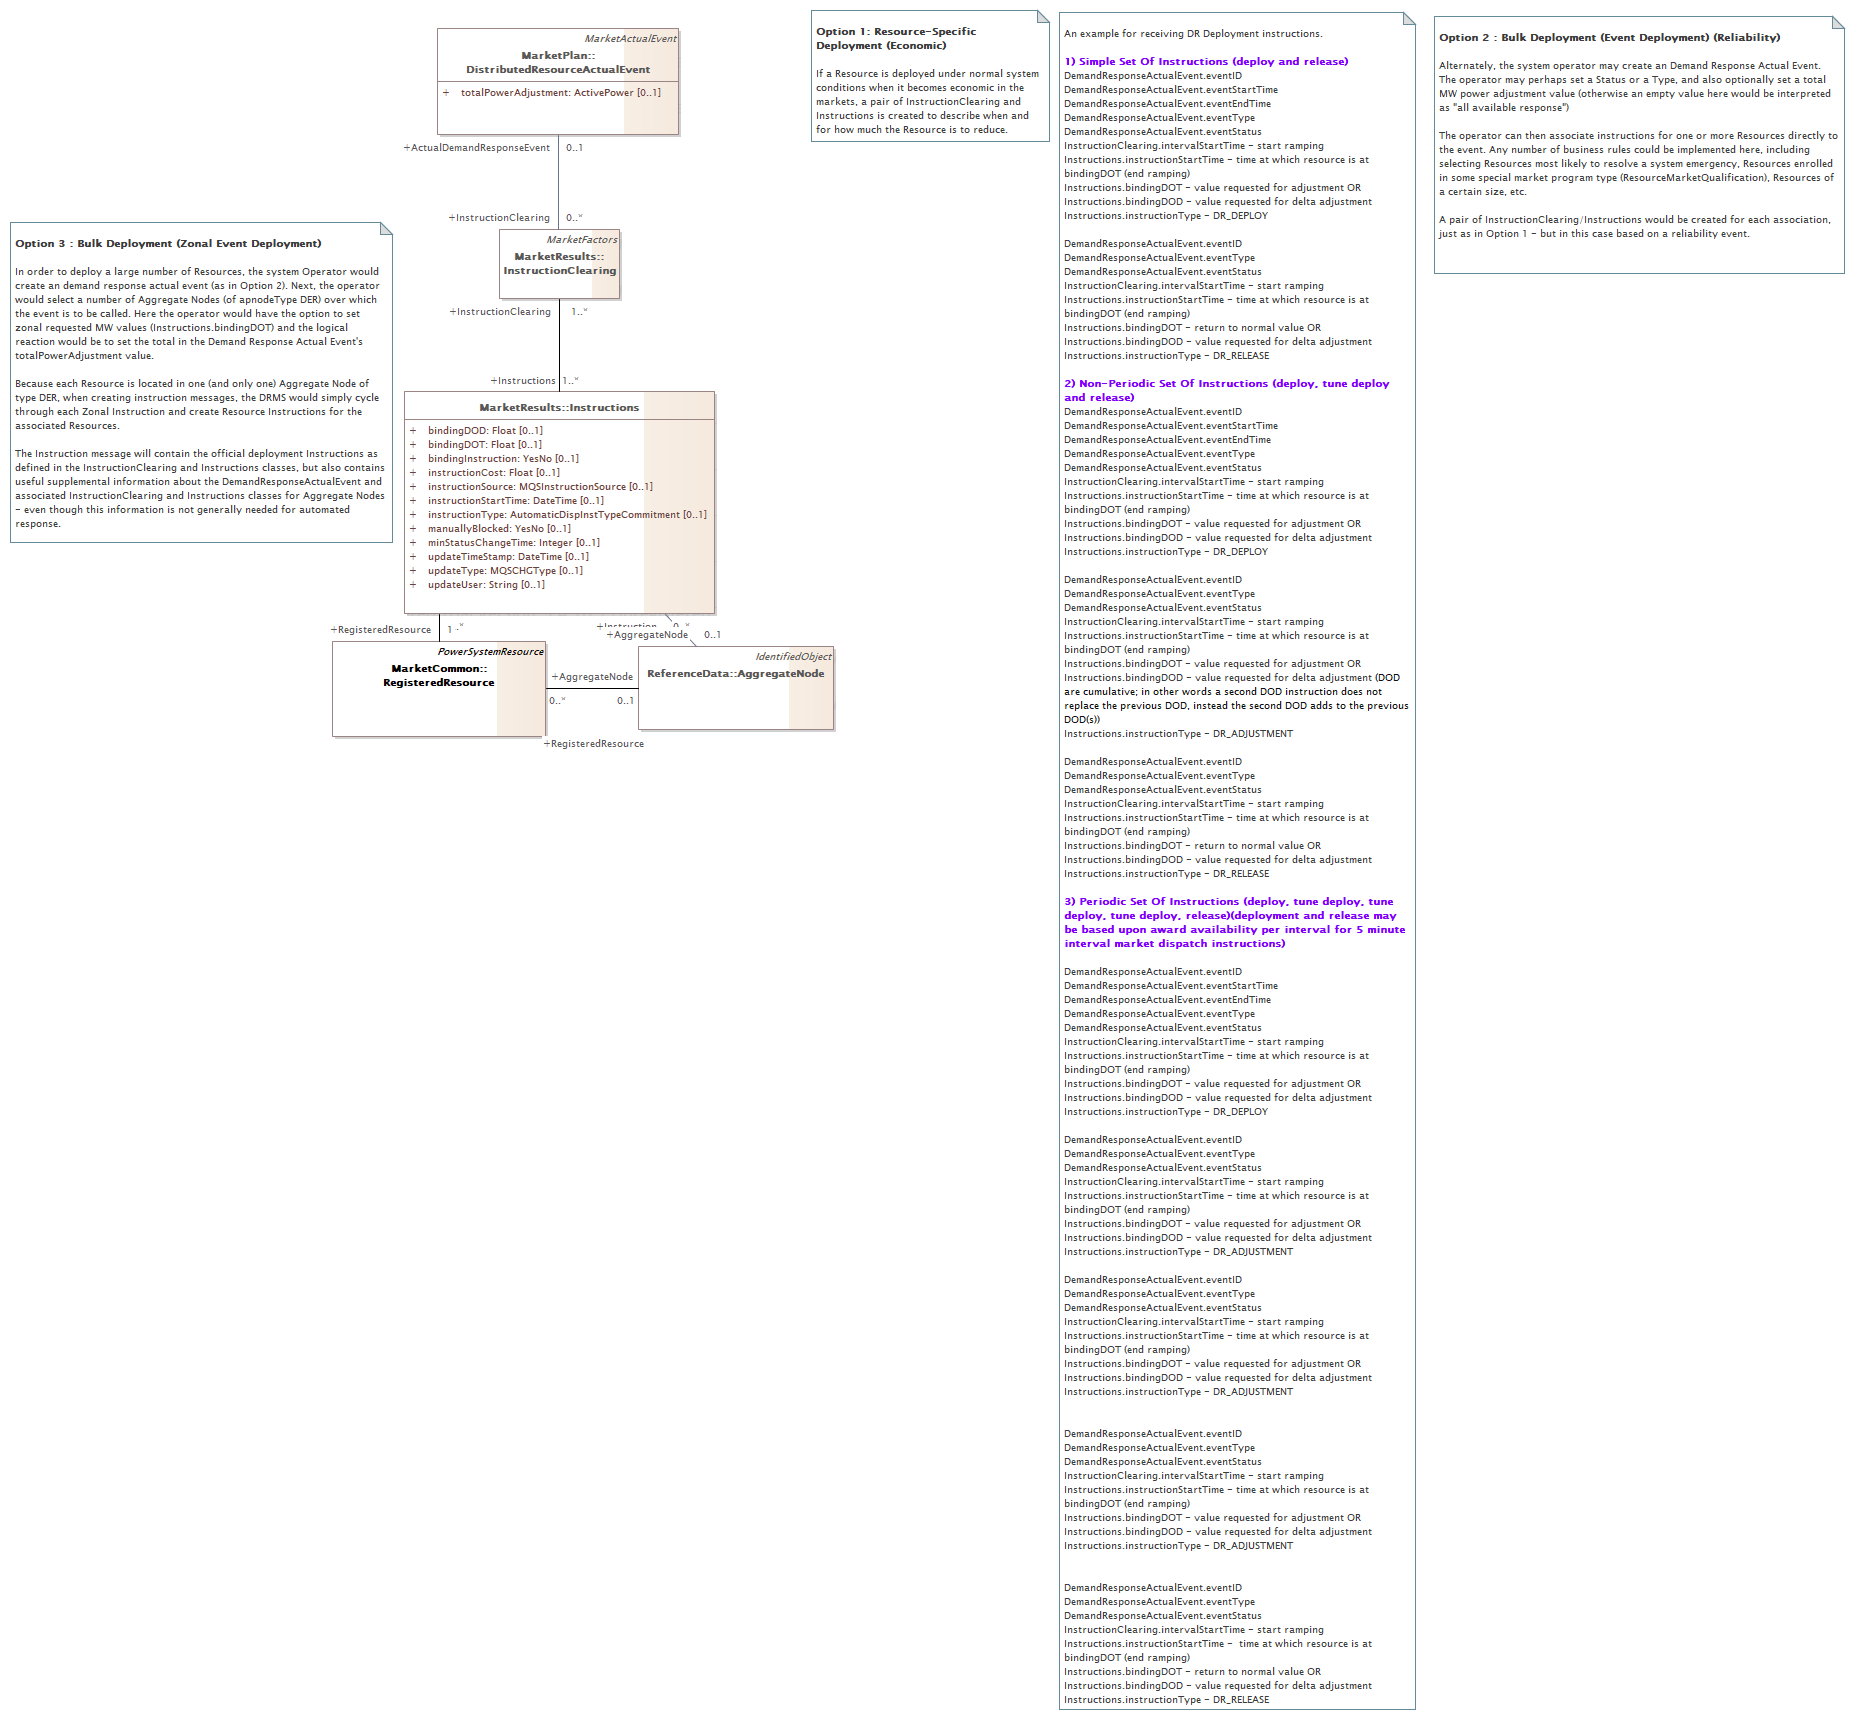 MarketActualEvent
MarketPlan::
DistributedResourceActualEvent
+ totalPowerAdjustment: ActivePower [0..1]
+ActualDemandResponseEvent 0..1
+InstructionClearing 0..*
MarketFactors
MarketResults::
InstructionClearing
+InstructionClearing 1..*
+Instructions 1..*
MarketResults::Instructions
+ bindingDOD: Float [0..1]
+ bindingDOT: Float [0..1]
+ bindingInstruction: YesNo [0..1]
+ instructionCost: Float [0..1]
+ instructionSource: MQSInstructionSource [0..1]
+ instructionStartTime: DateTime [0..1]
+ instructionType: AutomaticDispInstTypeCommitment [0..1]
+ manuallyBlocked: YesNo [0..1]
+ minStatusChangeTime: Integer [0..1]
+ updateTimeStamp: DateTime [0..1]
+ updateType: MQSCHGType [0..1]
+ updateUser: String [0..1]
+RegisteredResource 1
+Instruction 0..*
+AggregateNode 0..1
PowerSystemResource
MarketCommon::
RegisteredResource
+AggregateNode
0..* 0..1
+RegisteredResource
IdentifiedObject
ReferenceData::AggregateNode
Option 3 : Bulk Deployment (Zonal Event Deployment)
In order to deploy a large number of Resources, the system Operator would
create an demand response actual event (as in Option 2). Next, the operator
would select a number of Aggregate Nodes (of apnodeType DER) over which
the event is to be called. Here the operator would have the option to set
zonal requested MW values (Instructions.bindingDOT) and the logical
reaction would be to set the total in the Demand Response Actual Event's
totalPowerAdjustment value.
Because each Resource is located in one (and only one) Aggregate Node of
type DER, when creating instruction messages, the DRMS would simply cycle
through each Zonal Instruction and create Resource Instructions for the
associated Resources.
The Instruction message will contain the official deployment Instructions as
defined in the InstructionClearing and Instructions classes, but also contains
useful supplemental information about the DemandResponseActualEvent and
associated InstructionClearing and Instructions classes for Aggregate Nodes
- even though this information is not generally needed for automated
response.
Option 1: Resource-Specific
Deployment (Economic)
If a Resource is deployed under normal system
conditions when it becomes economic in the
markets, a pair of InstructionClearing and
Instructions is created to describe when and
for how much the Resource is to reduce.
An example for receiving DR Deployment instructions.
1) Simple Set Of Instructions (deploy and release)
DemandResponseActualEvent.eventID
DemandResponseActualEvent.eventStartTime
DemandResponseActualEvent.eventEndTime
DemandResponseActualEvent.eventType
DemandResponseActualEvent.eventStatus
InstructionClearing.intervalStartTime - start ramping
Instructions.instructionStartTime - time at which resource is at
bindingDOT (end ramping)
Instructions.bindingDOT - value requested for adjustment OR
Instructions.bindingDOD - value requested for delta adjustment
Instructions.instructionType - DR_DEPLOY
DemandResponseActualEvent.eventID
DemandResponseActualEvent.eventType
DemandResponseActualEvent.eventStatus
InstructionClearing.intervalStartTime - start ramping
Instructions.instructionStartTime - time at which resource is at
bindingDOT (end ramping)
Instructions.bindingDOT - return to normal value OR
Instructions.bindingDOD - value requested for delta adjustment
Instructions.instructionType - DR_RELEASE
2) Non-Periodic Set Of Instructions (deploy, tune deploy
and release)
DemandResponseActualEvent.eventID
DemandResponseActualEvent.eventStartTime
DemandResponseActualEvent.eventEndTime
DemandResponseActualEvent.eventType
DemandResponseActualEvent.eventStatus
InstructionClearing.intervalStartTime - start ramping
Instructions.instructionStartTime - time at which resource is at
bindingDOT (end ramping)
Instructions.bindingDOT - value requested for adjustment OR
Instructions.bindingDOD - value requested for delta adjustment
Instructions.instructionType - DR_DEPLOY
DemandResponseActualEvent.eventID
DemandResponseActualEvent.eventType
DemandResponseActualEvent.eventStatus
InstructionClearing.intervalStartTime - start ramping
Instructions.instructionStartTime - time at which resource is at
bindingDOT (end ramping)
Instructions.bindingDOT - value requested for adjustment OR
Instructions.bindingDOD - value requested for delta adjustment (DOD
are cumulative; in other words a second DOD instruction does not
replace the previous DOD, instead the second DOD adds to the previous
DOD(s))
Instructions.instructionType - DR_ADJUSTMENT
DemandResponseActualEvent.eventID
DemandResponseActualEvent.eventType
DemandResponseActualEvent.eventStatus
InstructionClearing.intervalStartTime - start ramping
Instructions.instructionStartTime - time at which resource is at
bindingDOT (end ramping)
Instructions.bindingDOT - return to normal value OR
Instructions.bindingDOD - value requested for delta adjustment
Instructions.instructionType - DR_RELEASE
3) Periodic Set Of Instructions (deploy, tune deploy, tune
deploy, tune deploy, release)(deployment and release may
be based upon award availability per interval for 5 minute
interval market dispatch instructions)
DemandResponseActualEvent.eventID
DemandResponseActualEvent.eventStartTime
DemandResponseActualEvent.eventEndTime
DemandResponseActualEvent.eventType
DemandResponseActualEvent.eventStatus
InstructionClearing.intervalStartTime - start ramping
Instructions.instructionStartTime - time at which resource is at
bindingDOT (end ramping)
Instructions.bindingDOT - value requested for adjustment OR
Instructions.bindingDOD - value requested for delta adjustment
Instructions.instructionType - DR_DEPLOY
DemandResponseActualEvent.eventID
DemandResponseActualEvent.eventType
DemandResponseActualEvent.eventStatus
InstructionClearing.intervalStartTime - start ramping
Instructions.instructionStartTime - time at which resource is at
bindingDOT (end ramping)
Instructions.bindingDOT - value requested for adjustment OR
Instructions.bindingDOD - value requested for delta adjustment
Instructions.instructionType - DR_ADJUSTMENT
DemandResponseActualEvent.eventID
DemandResponseActualEvent.eventType
DemandResponseActualEvent.eventStatus
InstructionClearing.intervalStartTime - start ramping
Instructions.instructionStartTime - time at which resource is at
bindingDOT (end ramping)
Instructions.bindingDOT - value requested for adjustment OR
Instructions.bindingDOD - value requested for delta adjustment
Instructions.instructionType - DR_ADJUSTMENT
DemandResponseActualEvent.eventID
DemandResponseActualEvent.eventType
DemandResponseActualEvent.eventStatus
InstructionClearing.intervalStartTime - start ramping
Instructions.instructionStartTime - time at which resource is at
bindingDOT (end ramping)
Instructions.bindingDOT - value requested for adjustment OR
Instructions.bindingDOD - value requested for delta adjustment
Instructions.instructionType - DR_ADJUSTMENT
DemandResponseActualEvent.eventID
DemandResponseActualEvent.eventType
DemandResponseActualEvent.eventStatus
InstructionClearing.intervalStartTime - start ramping
Instructions.instructionStartTime - time at which resource is at
bindingDOT (end ramping)
Instructions.bindingDOT - return to normal value OR
Instructions.bindingDOD - value requested for delta adjustment
Instructions.instructionType - DR_RELEASE
Option 2 : Bulk Deployment (Event Deployment) (Reliability)
Alternately, the system operator may create an Demand Response Actual Event.
The operator may perhaps set a Status or a Type, and also optionally set a total
MW power adjustment value (otherwise an empty value here would be interpreted
as "all available response")
The operator can then associate instructions for one or more Resources directly to
the event. Any number of business rules could be implemented here, including
selecting Resources most likely to resolve a system emergency, Resources enrolled
in some special market program type (ResourceMarketQualification), Resources of
a certain size, etc.
A pair of InstructionClearing/Instructions would be created for each association,
just as in Option 1 - but in this case based on a reliability event.